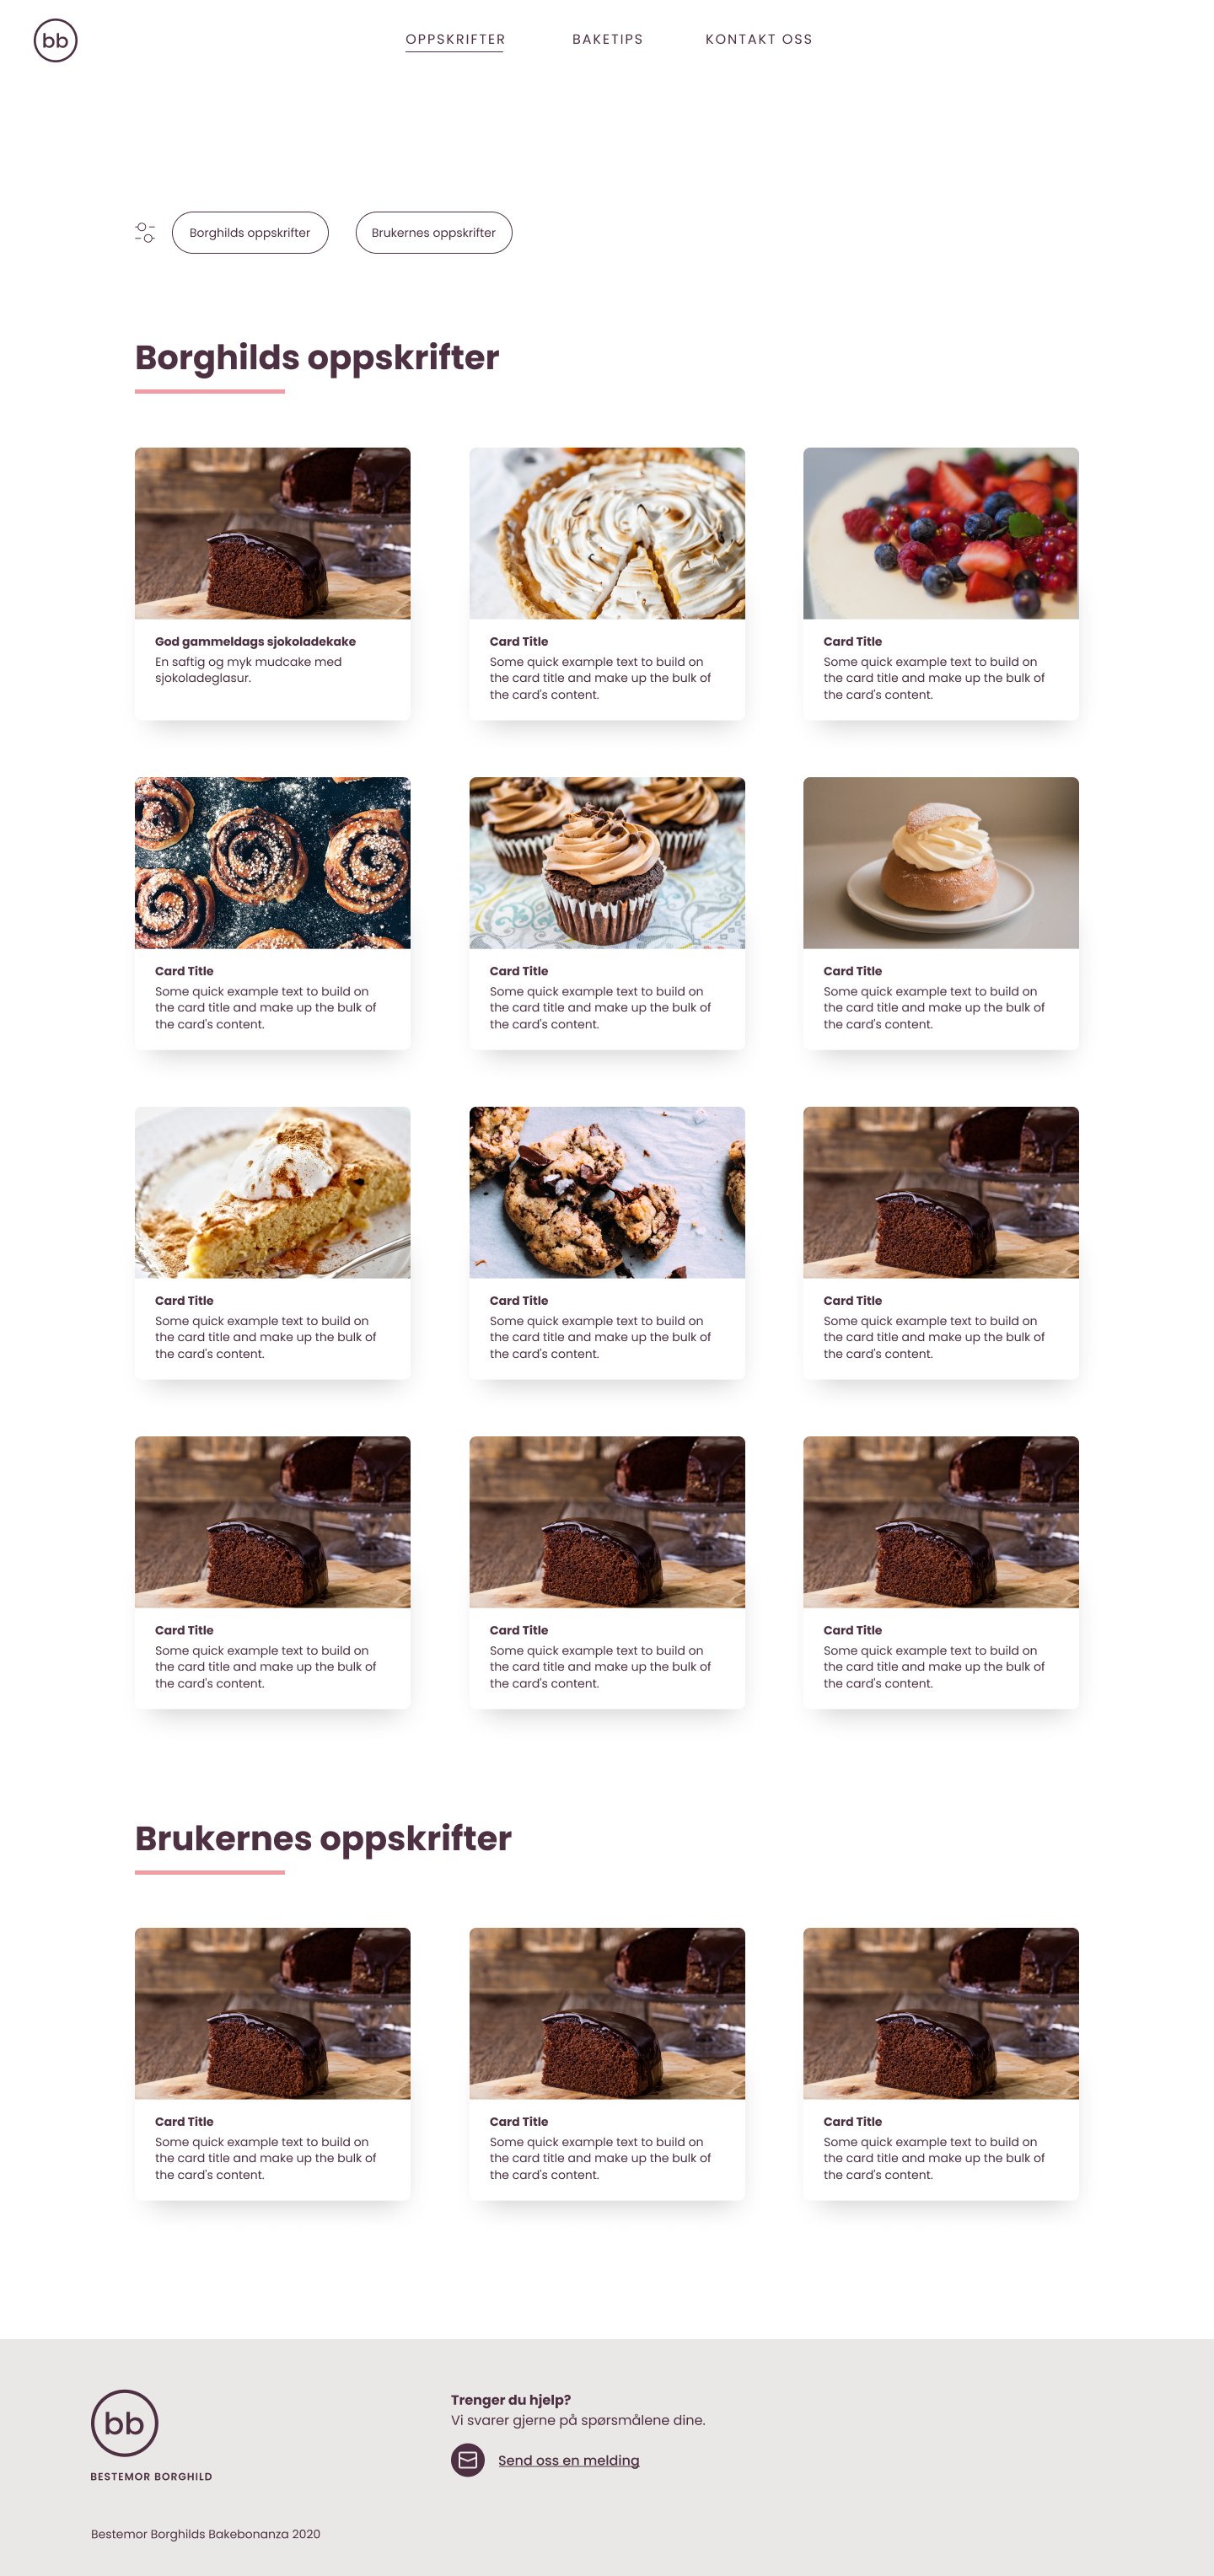 bb
OPPSKRIFTER BAKETIPS KONTAKT OSS
Borghilds oppskrifter Brukernes oppskrifter
Borghilds oppskrifter
God gammeldags sjokoladekake
En saftig og myk mudcake med
sjokoladeglasur.
Card Title
Some quick example text to build on
the card title and make up the bulk of
the card's content.
Card Title
Some quick example text to build on
the card title and make up the bulk of
the card's content.
Card Title
Some quick example text to build on
the card title and make up the bulk of
the card's content.
Card Title
Some quick example text to build on
the card title and make up the bulk of
the card's content.
Card Title
Some quick example text to build on
the card title and make up the bulk of
the card's content.
Card Title
Some quick example text to build on
the card title and make up the bulk of
the card's content.
Card Title
Some quick example text to build on
the card title and make up the bulk of
the card's content.
Card Title
Some quick example text to build on
the card title and make up the bulk of
the card's content.
Card Title
Some quick example text to build on
the card title and make up the bulk of
the card's content.
Card Title
Some quick example text to build on
the card title and make up the bulk of
the card's content.
Card Title
Some quick example text to build on
the card title and make up the bulk of
the card's content.
Brukernes oppskrifter
Card Title
Some quick example text to build on
the card title and make up the bulk of
the card's content.
Card Title
Some quick example text to build on
the card title and make up the bulk of
the card's content.
Card Title
Some quick example text to build on
the card title and make up the bulk of
the card's content.
bb
BESTEMOR BORGHILD
Trenger du hjelp?
Vi svarer gjerne på spørsmålene dine.
Send oss en melding
Bestemor Borghilds Bakebonanza 2020